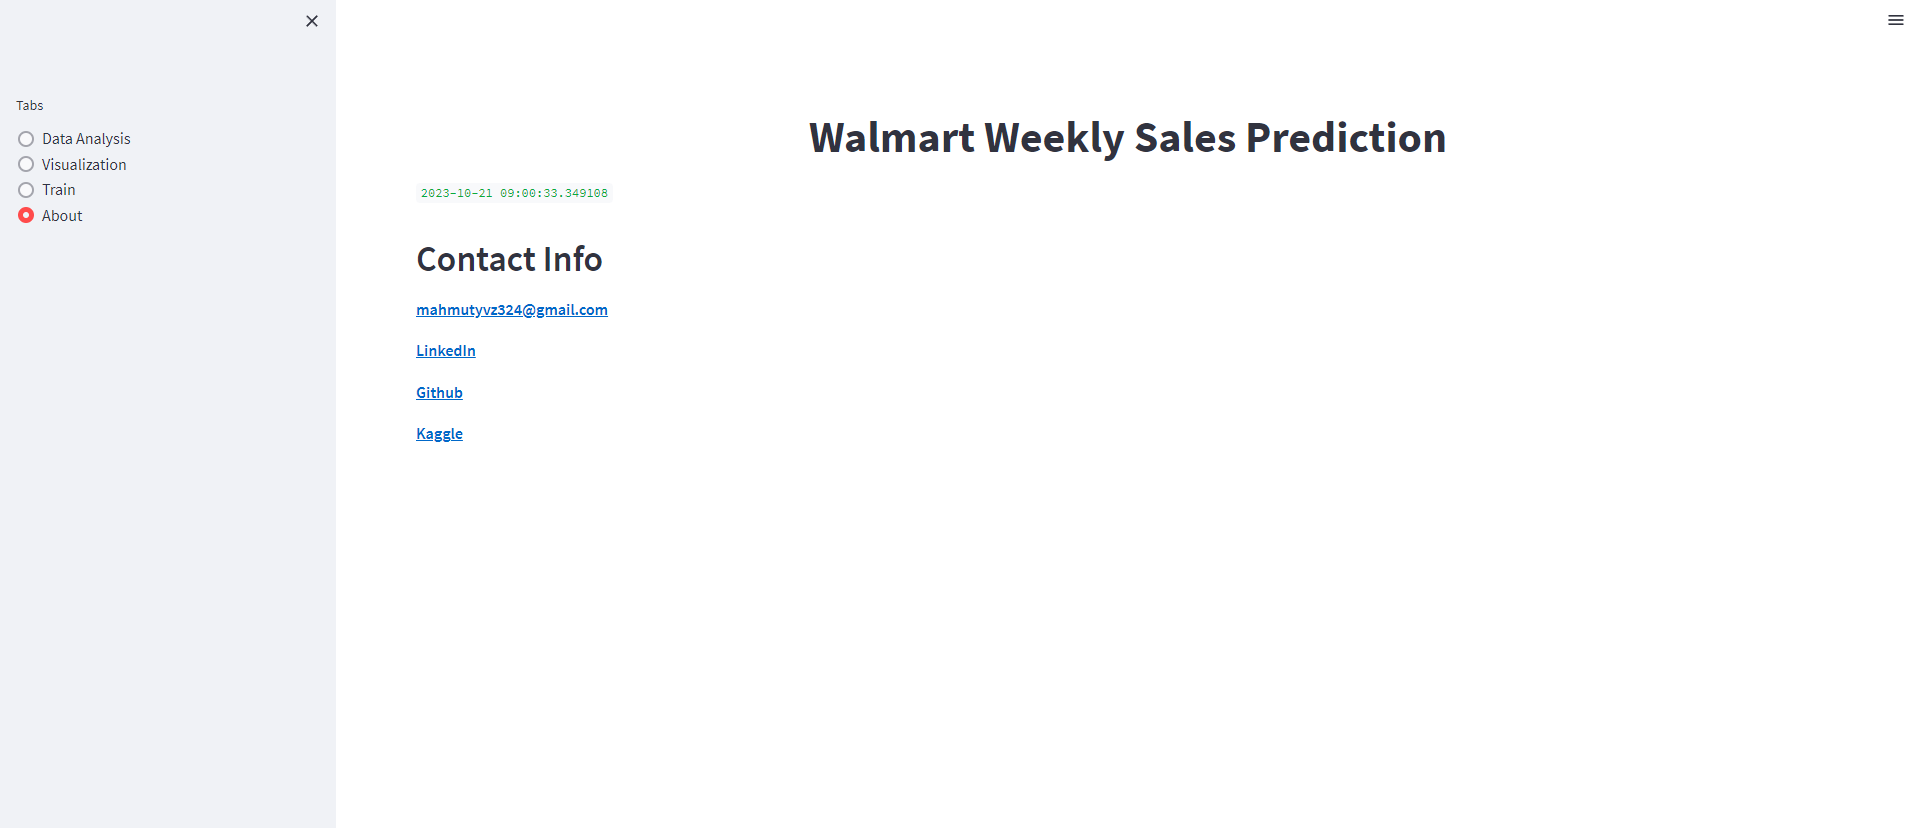 Tabs
Data Analysis
Visualization
Train
About
Walmart Weekly Sales Prediction
2023-10-21 09:00:33.349108
Contact Info
mahmutyvz324@gmail.com
LinkedIn
Github
Kaggle